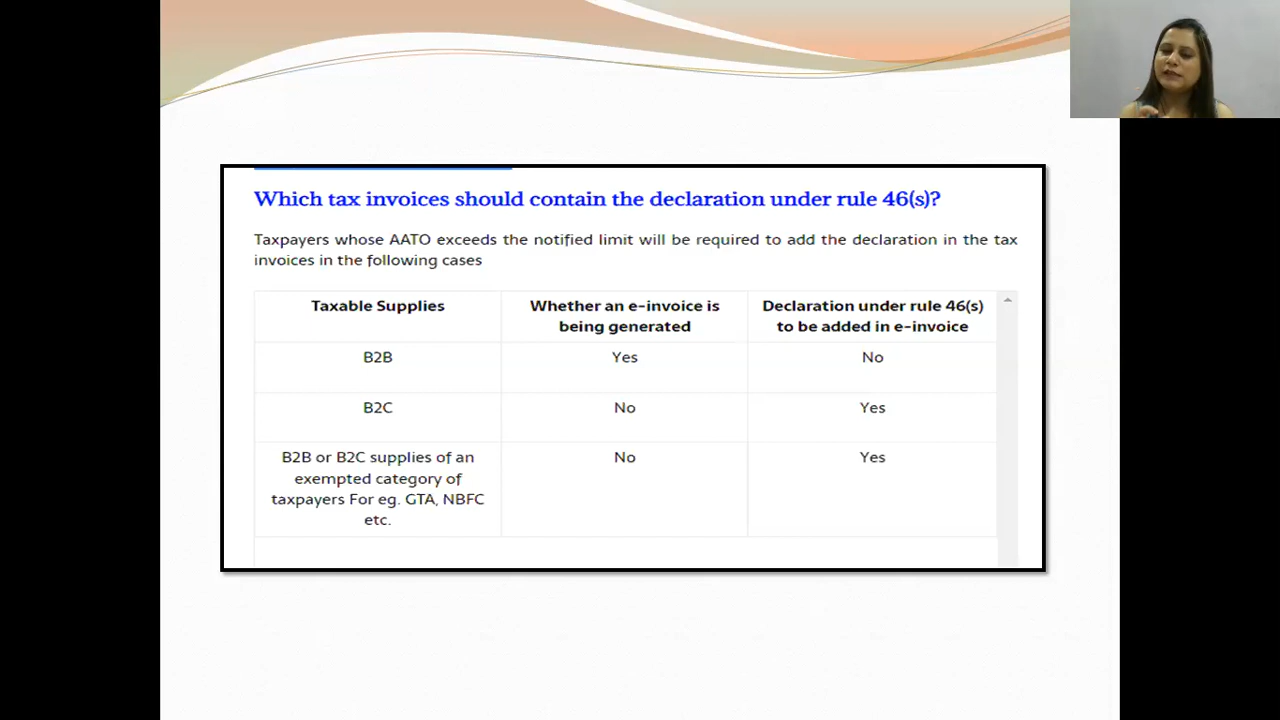 Which tax invoices should contain the declaration under rule 46(s)?
Taxpayers whose AATO exceeds the notified limit will be required to add the declaration in the tax
invoices in the following cases
Taxable Supplies
Whether an e-invoice is
being generated
Declaration under rule 46(s)
to be added in e-invoice
B2B
Yes
No
B2C
No
Yes
B2B or B2C supplies of an
exempted category of
taxpayers For eg. GTA, NBFC
etc.
No
Yes